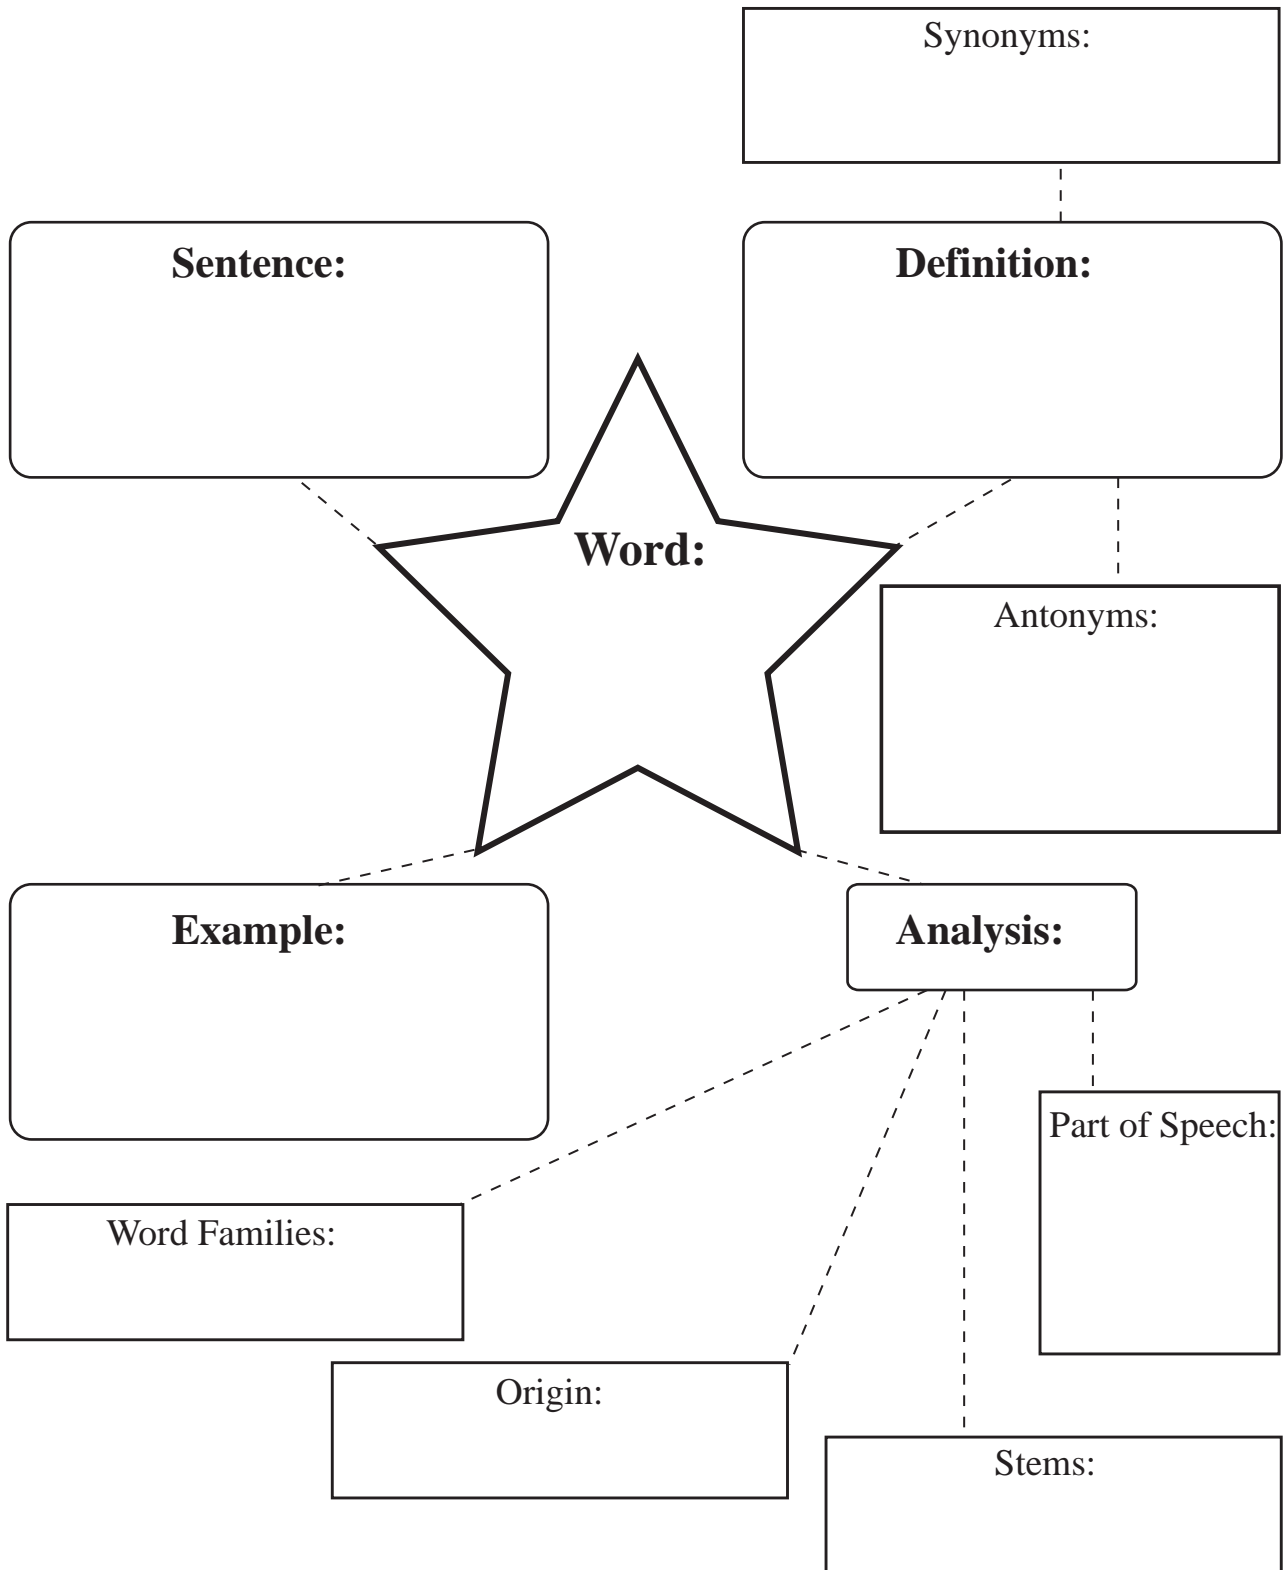 Synonyms:
Sentence:
Definition:
Word:
Antonyms:
Example:
Analysis:
Part of Speech:
Word Families:
Origin:
Stems: